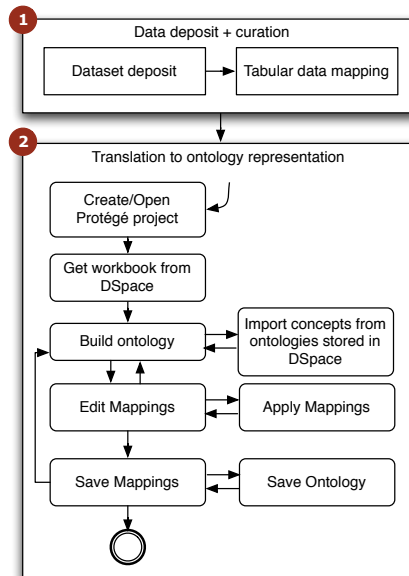 1
Data deposit + curation
Dataset deposit
Tabular data mapping
2
Translation to ontology representation
Create/Open
Protégé project
Get workbook from
DSpace
Build ontology
Import concepts from
ontologies stored in
DSpace
Edit Mappings
Apply Mappings
Save Mappings
Save Ontology